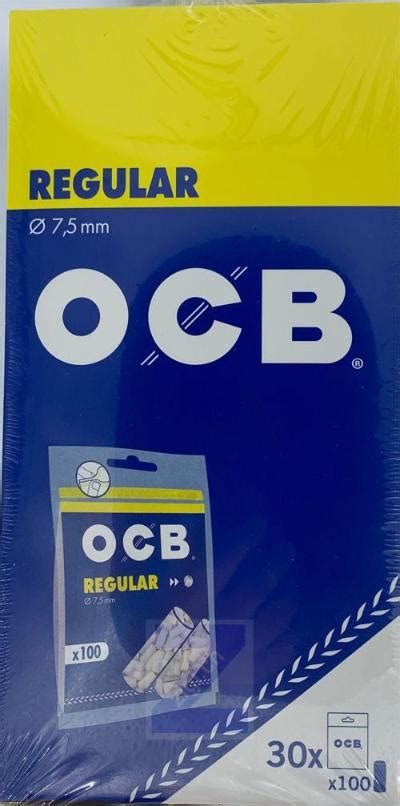 REGULAR
Ø 7,5 mm
OCB®
OCB®
REGULAR
Ø 7,5 mm
x100
30x
OCB
x100